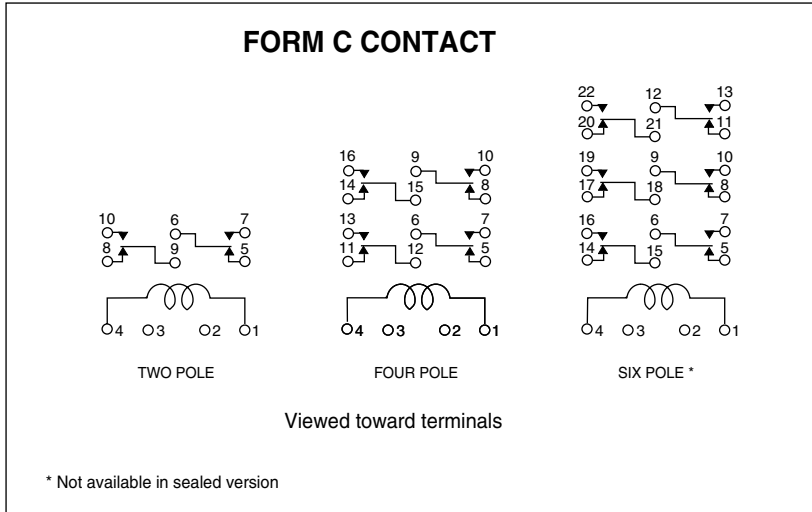 FORM C CONTACT
22 12 13
20 21 11
16 9 10 19 9 10
14 15 8 17 18 8
10 6 7 13 6 7 16 6 7
8 9 5 11 12 5 14 15 5
4 3 2 1 4 3 2 1 4 3 2 1
TWO POLE FOUR POLE SIX POLE *
Viewed toward terminals
* Not available in sealed version